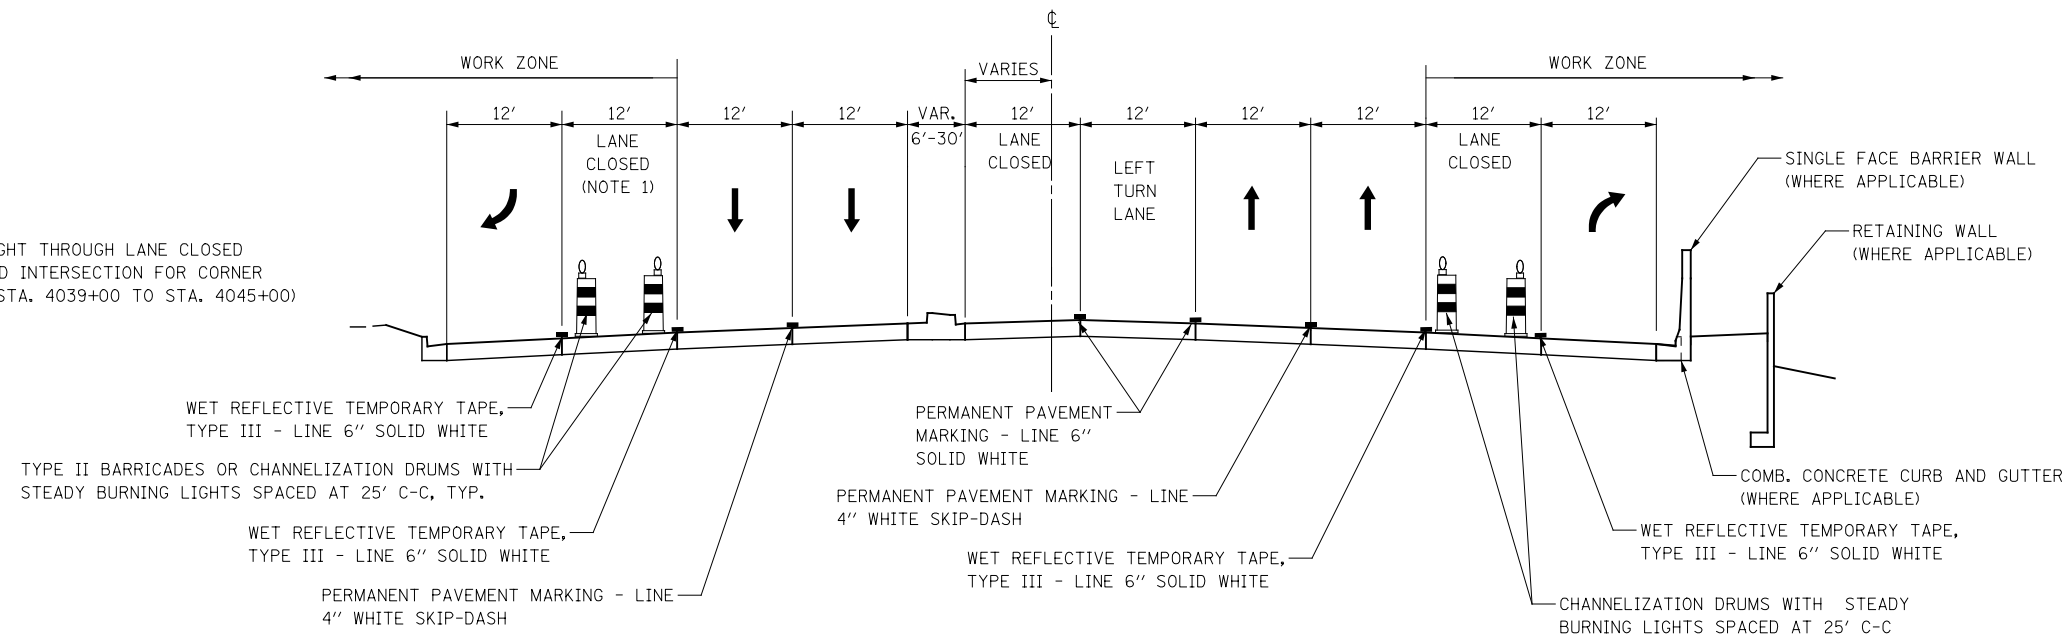 ℄
WORK ZONE
VARIES
WORK ZONE
12' 12' 12' 12' VAR. 12' 12' 12' 12' 12' 12'
6'-30'
LANE
CLOSED
(NOTE 1)
LANE
CLOSED
LEFT
TURN
LANE
LANE
CLOSED
SINGLE FACE BARRIER WALL
(WHERE APPLICABLE)
RETAINING WALL
(WHERE APPLICABLE)
THROUGH LANE CLOSED
INTERSECTION FOR CORNER
STA. 4039+00 TO STA. 4045+00)
WET REFLECTIVE TEMPORARY TAPE,
TYPE III - LINE 6" SOLID WHITE
TYPE II BARRICADES OR CHANNELIZATION DRUMS WITH
STEADY BURNING LIGHTS SPACED AT 25' C-C, TYP.
WET REFLECTIVE TEMPORARY TAPE,
TYPE III - LINE 6" SOLID WHITE
PERMANENT PAVEMENT MARKING - LINE
4" WHITE SKIP-DASH
PERMANENT PAVEMENT
MARKING - LINE 6"
SOLID WHITE
PERMANENT PAVEMENT MARKING - LINE
4" WHITE SKIP-DASH
WET REFLECTIVE TEMPORARY TAPE,
TYPE III - LINE 6" SOLID WHITE
COMB. CONCRETE CURB AND GUTTER
(WHERE APPLICABLE)
WET REFLECTIVE TEMPORARY TAPE,
TYPE III - LINE 6" SOLID WHITE
CHANNELIZATION DRUMS WITH STEADY
BURNING LIGHTS SPACED AT 25' C-C